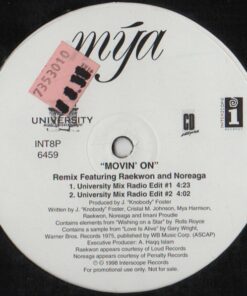 mýa
7353010
UNIVERSITY
INT8P
6459
CD
INTERSCOPE RECORDS
"MOVIN' ON"
Remix Featuring Raekwon and Noreaga
1. University Mix Radio Edit #1 4:23
2. University Mix Radio Edit #2 4:02
Produced by J. "Knobody" Foster
Written by J. "Knobody" Foster, Cristal M. Johnson, Mya Harrison,
Raekwon, Noreaga and Imani Proudie
Contains elements from "Wishing on a Star" by Rolls Royce
Contains a sample from "Love is Alive" by Gary Wright,
Warner Bros. Records 1975, published by WB Music Corp. (ASCAP)
Executive Producer: A. Haqq Islam
Raekwon appears courtesy of Loud Records
Noreaga appears courtesy of Penalty Records
℗ © 1998 Interscope Records
For promotional use only. Not for sale.